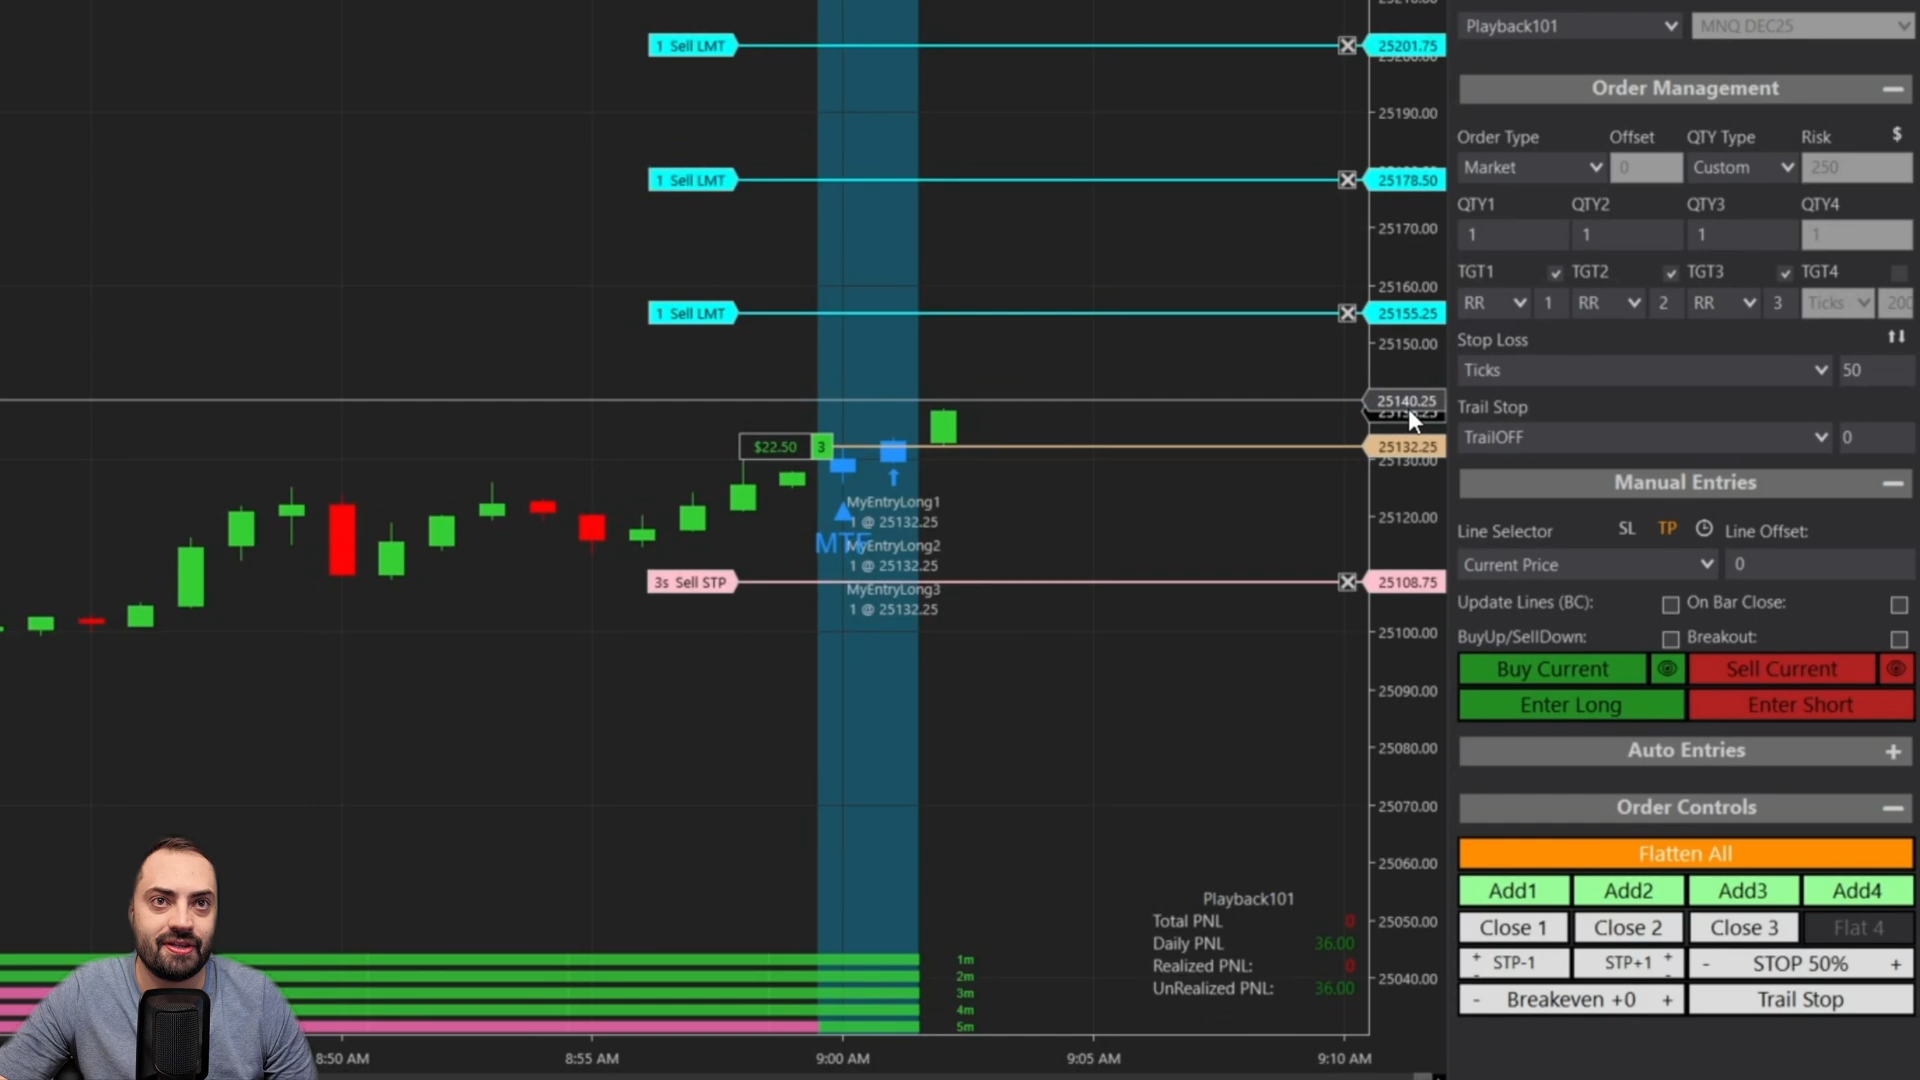 1 Sell LMT
25201.75
25190.00
1 Sell LMT
25178.50
25170.00
25160.00
1 Sell LMT
25155.25
25150.00
25140.25
$22.50 3
25132.25
25130.00
MyEntryLong1
1 @ 25132.25
25120.00
MTF
MyEntryLong2
1 @ 25132.25
3s Sell STP
25108.75
MyEntryLong3
1 @ 25132.25
25100.00
25090.00
25080.00
25070.00
25060.00
25050.00
25040.00
Playback101
Total PNL 0
Daily PNL 36.00
Realized PNL: 0
UnRealized PNL: 36.00
1m
2m
3m
4m
5m
8:50 AM 8:55 AM 9:00 AM 9:05 AM 9:10 AM
Playback101 MNQ DEC25
Order Management
Order Type Offset QTY Type Risk $
Market 0 Custom 250
QTY1 QTY2 QTY3 QTY4
1 1 1 1
TGT1 TGT2 TGT3 TGT4
RR 1 RR 2 RR 3 Ticks 200
Stop Loss
Ticks 50
Trail Stop
TrailOFF 0
Manual Entries
Line Selector SL TP Line Offset:
Current Price 0
Update Lines (BC): On Bar Close:
BuyUp/SellDown: Breakout:
Buy Current Sell Current
Enter Long Enter Short
Auto Entries +
Order Controls
Flatten All
Add1 Add2 Add3 Add4
Close 1 Close 2 Close 3 Flat 4
+ - STP-1 STP+1 + - - STOP 50% +
- Breakeven +0 + Trail Stop